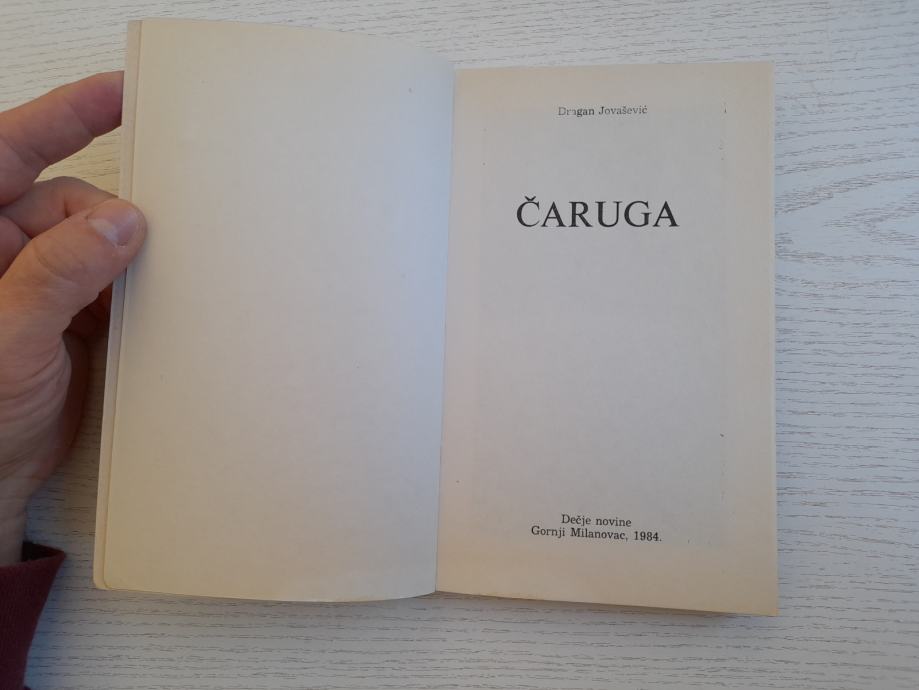 Dragan Jovašević
ČARUGA
Dečje novine
Gornji Milanovac, 1984.